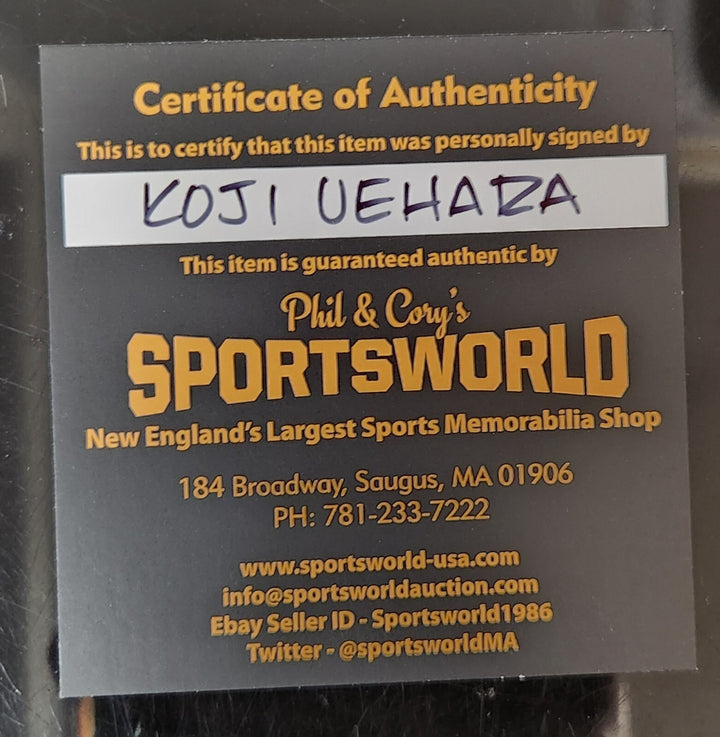 Certificate of Authenticity
This is to certify that this item was personally signed by
KOJI UEHARA
This item is guaranteed authentic by
Phil & Cory's
SPORTSWORLD
New England's Largest Sports Memorabilia Shop
184 Broadway, Saugus, MA 01906
PH: 781-233-7222
www.sportsworld-usa.com
info@sportsworldauction.com
Ebay Seller ID - Sportsworld1986
Twitter - @sportsworldMA